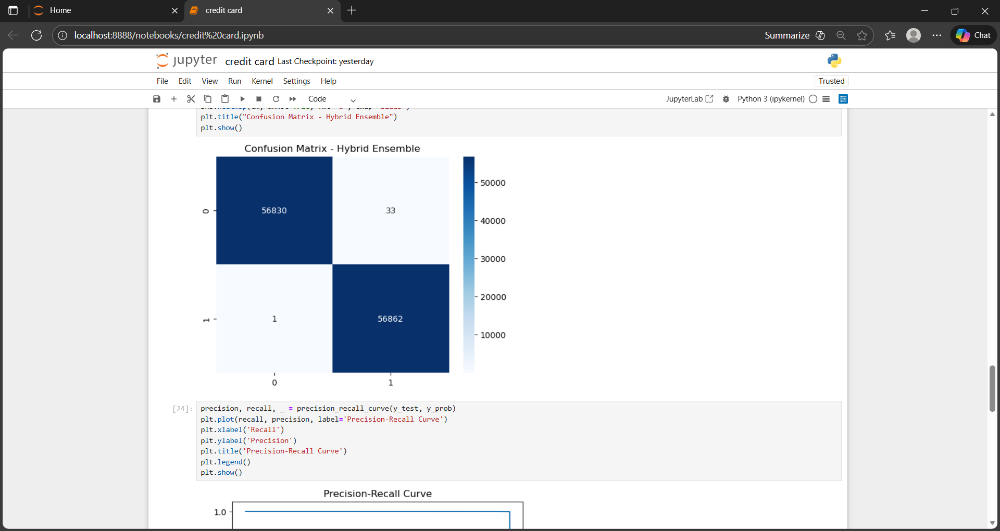 Home
credit card
localhost:8888/notebooks/credit%20card.ipynb
Summarize
Chat
jupyter credit card Last Checkpoint: yesterday
File Edit View Run Kernel Settings Help
Trusted
Code
JupyterLab
Python 3 (ipykernel)
plt.title("Confusion Matrix - Hybrid Ensemble")
plt.show()
Confusion Matrix - Hybrid Ensemble
0
56830
33
1
1
56862
0
1
50000
40000
30000
20000
10000
[24]:
precision, recall, _ = precision_recall_curve(y_test, y_prob)
plt.plot(recall, precision, label='Precision-Recall Curve')
plt.xlabel('Recall')
plt.ylabel('Precision')
plt.title('Precision-Recall Curve')
plt.legend()
plt.show()
Precision-Recall Curve
1.0